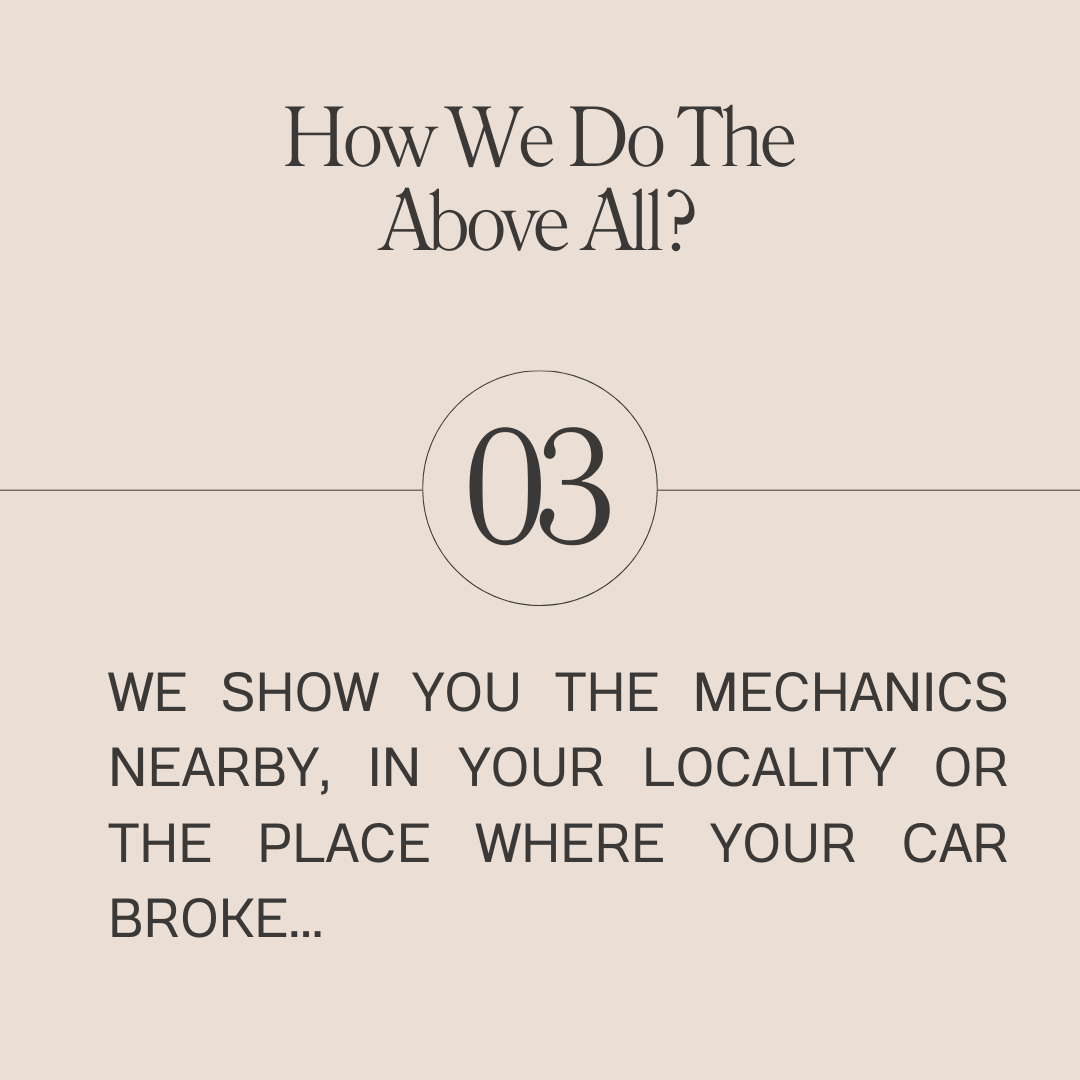 How We Do The
Above All?
03
WE SHOW YOU THE MECHANICS
NEARBY, IN YOUR LOCALITY OR
THE PLACE WHERE YOUR CAR
BROKE...